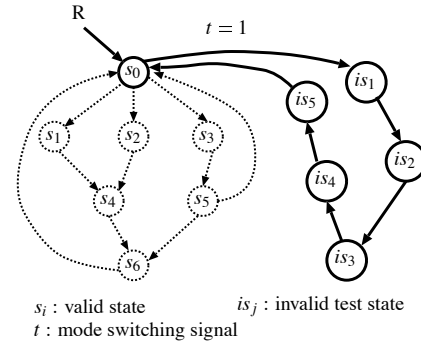 R
t = 1
s0
is1
is5
s1
s2
s3
is2
is4
s4
s5
is3
s6
si : valid state
isj : invalid test state
t : mode switching signal